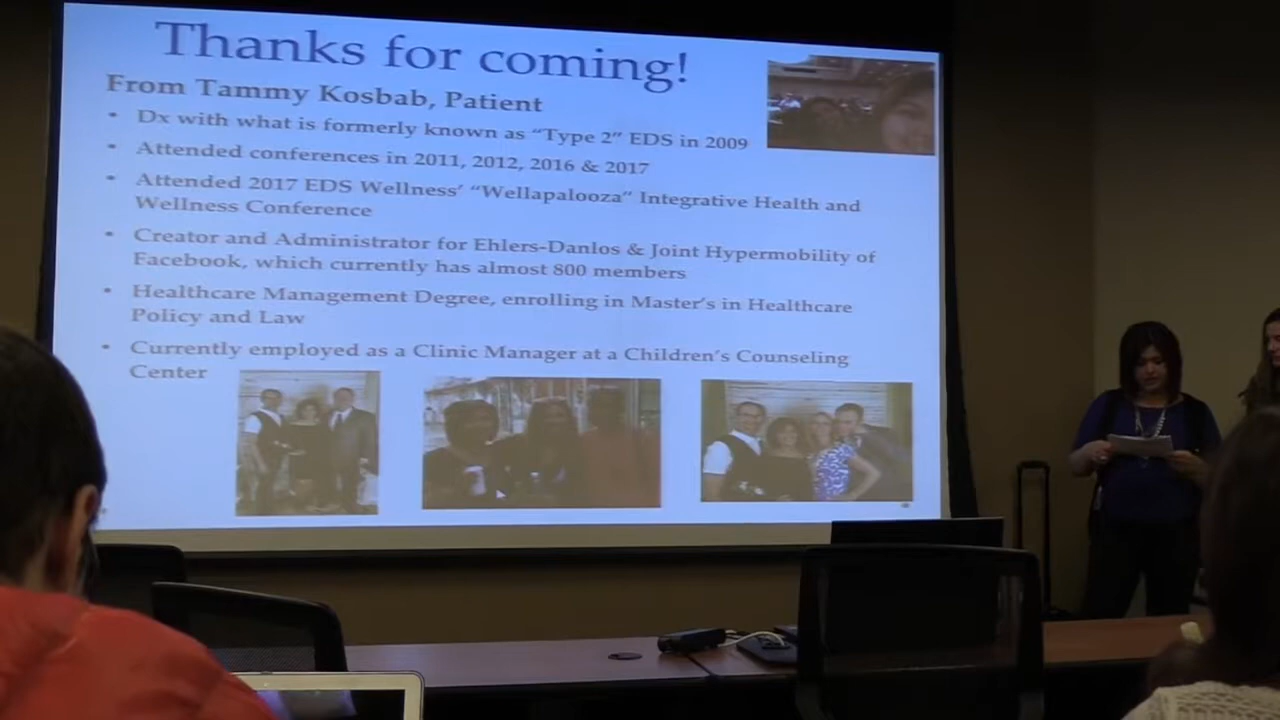 Thanks for coming!
From Tammy Kosbab, Patient
• Dx with what is formerly known as “Type 2” EDS in 2009
• Attended conferences in 2011, 2012, 2016 & 2017
• Attended 2017 EDS Wellness’ “Wellapalooza” Integrative Health and
Wellness Conference
• Creator and Administrator for Ehlers-Danlos & Joint Hypermobility of
Facebook, which currently has almost 800 members
• Healthcare Management Degree, enrolling in Master’s in Healthcare
Policy and Law
• Currently employed as a Clinic Manager at a Children’s Counseling
Center